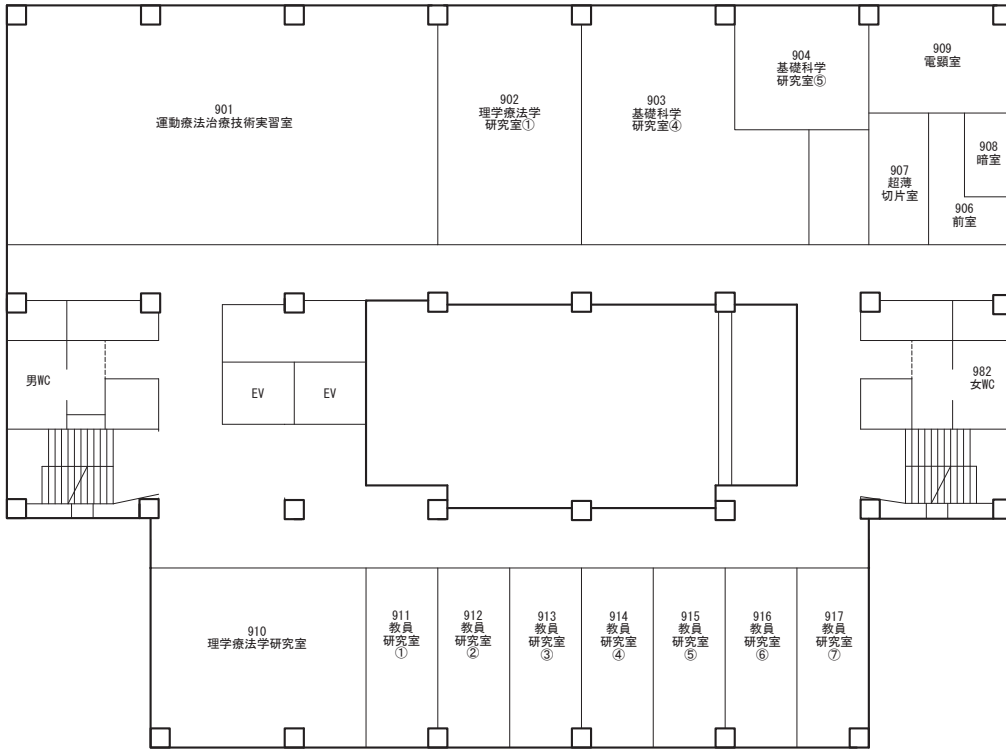 901
運動療法治療技術実習室
902
理学療法学
研究室①
903
基礎科学
研究室④
904
基礎科学
研究室⑤
909
電顕室
907
超薄
切片室
908
暗室
906
前室
男WC
EV
EV
982
女WC
910
理学療法学研究室
911
教員
研究室
①
912
教員
研究室
②
913
教員
研究室
③
914
教員
研究室
④
915
教員
研究室
⑤
916
教員
研究室
⑥
917
教員
研究室
⑦